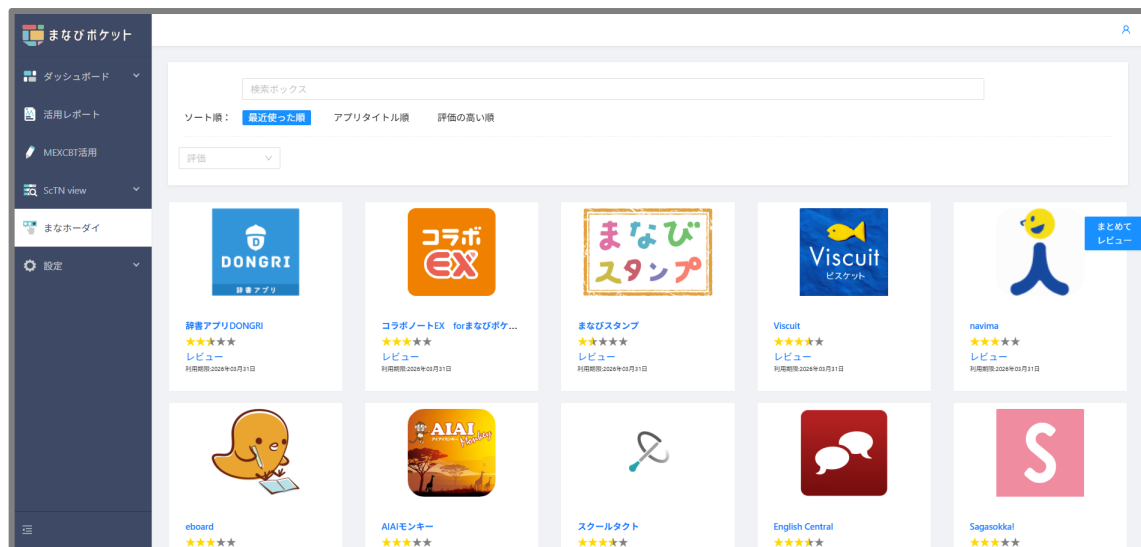 まなびポケット
ダッシュボード
活用レポート
MEXCBT活用
ScTN view
まなホーダイ
設定
検索ボックス
ソート順： 最近使った順 アプリタイトル順 評価の高い順
評価
まとめて
レビュー
DONGRI
辞書アプリ
辞書アプリDONGRI
レビュー
利用期限:2026年03月31日
コラボ
EX
コラボノートEX forまなびポケ...
レビュー
利用期限:2026年03月31日
まなび
スタンプ
まなびスタンプ
レビュー
利用期限:2026年03月31日
Viscuit
ビスケット
Viscuit
レビュー
利用期限:2026年03月31日
navima
レビュー
利用期限:2026年03月31日
eboard
AIAI
アイアイモンキー
Monkey
AIAIモンキー
スクールタクト
English Central
S
Sagasokka!